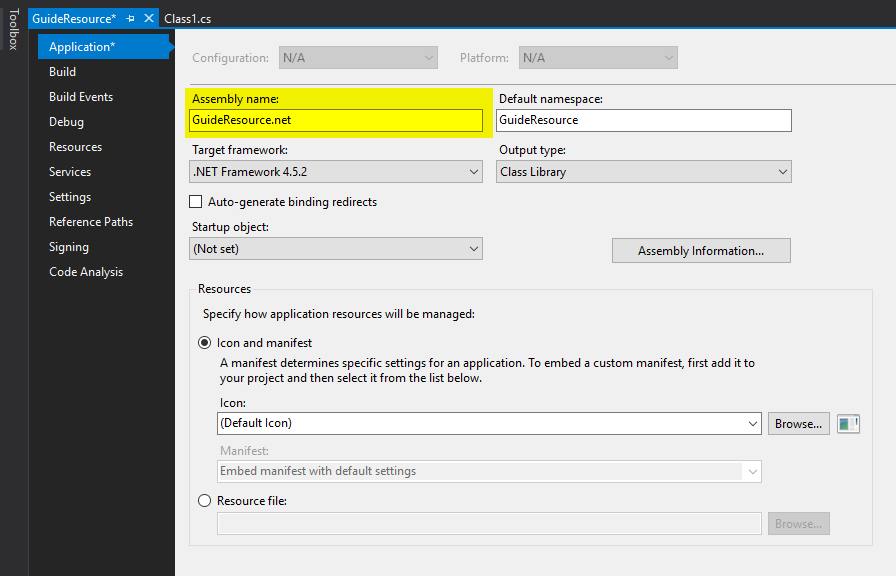 Toolbox
GuideResource*
Class1.cs
Application*
Build
Build Events
Debug
Resources
Services
Settings
Reference Paths
Signing
Code Analysis
Configuration: N/A Platform: N/A
Assembly name: Default namespace:
GuideResource.net GuideResource
Target framework: Output type:
.NET Framework 4.5.2 Class Library
Auto-generate binding redirects
Startup object:
(Not set) Assembly Information...
Resources
Specify how application resources will be managed:
Icon and manifest
A manifest determines specific settings for an application. To embed a custom manifest, first add it to
your project and then select it from the list below.
Icon:
(Default Icon) Browse...
Manifest:
Embed manifest with default settings
Resource file:
Browse...